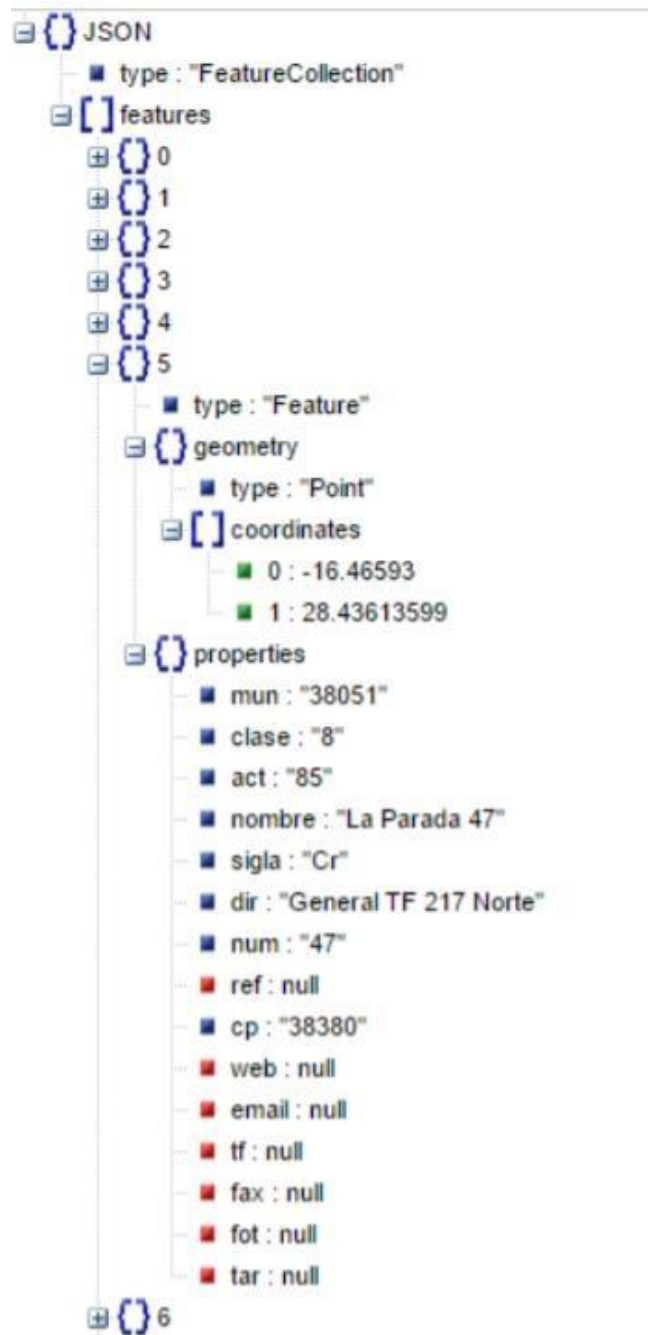 {} JSON
type : "FeatureCollection"
[ ] features
{} 0
{} 1
{} 2
{} 3
{} 4
{} 5
type : "Feature"
{} geometry
type : "Point"
[ ] coordinates
0 : -16.46593
1 : 28.43613599
{} properties
mun : "38051"
clase : "8"
act : "85"
nombre : "La Parada 47"
sigla : "Cr"
dir : "General TF 217 Norte"
num : "47"
ref : null
cp : "38380"
web : null
email : null
tf : null
fax : null
fot : null
tar : null
{} 6